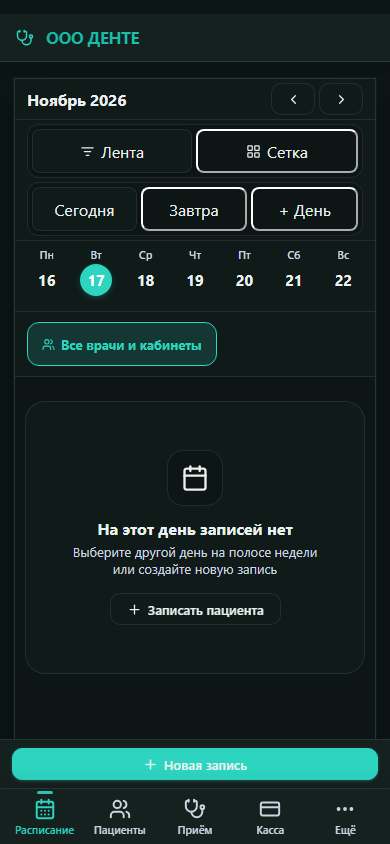 ООО ДЕНТЕ
Ноябрь 2026
Лента
Сетка
Сегодня
Завтра
+ День
Пн Вт Ср Чт Пт Сб Вс
16 17 18 19 20 21 22
Все врачи и кабинеты
На этот день записей нет
Выберите другой день на полосе недели
или создайте новую запись
+ Записать пациента
+ Новая запись
Расписание Пациенты Приём Касса Ещё